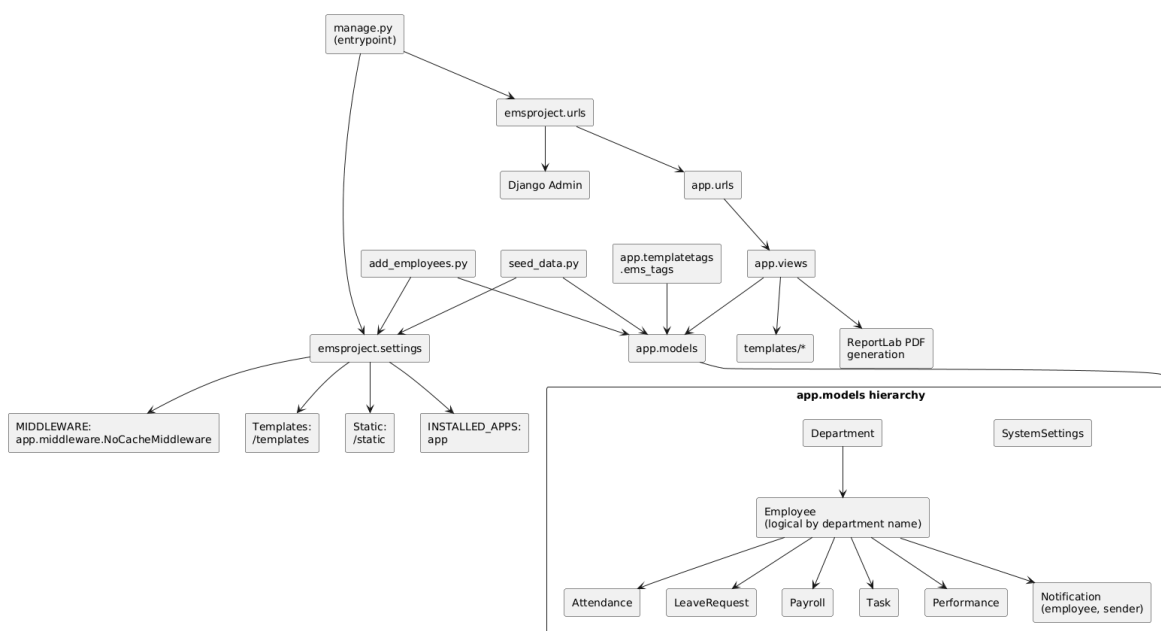 manage.py
(entrypoint)
emsproject.urls
Django Admin
app.urls
add_employees.py
seed_data.py
app.templatetags
.ems_tags
app.views
emsproject.settings
app.models
templates/*
ReportLab PDF
generation
MIDDLEWARE:
app.middleware.NoCacheMiddleware
Templates:
/templates
Static:
/static
INSTALLED_APPS:
app
app.models hierarchy
Department
SystemSettings
Employee
(logical by department name)
Attendance
LeaveRequest
Payroll
Task
Performance
Notification
(employee, sender)